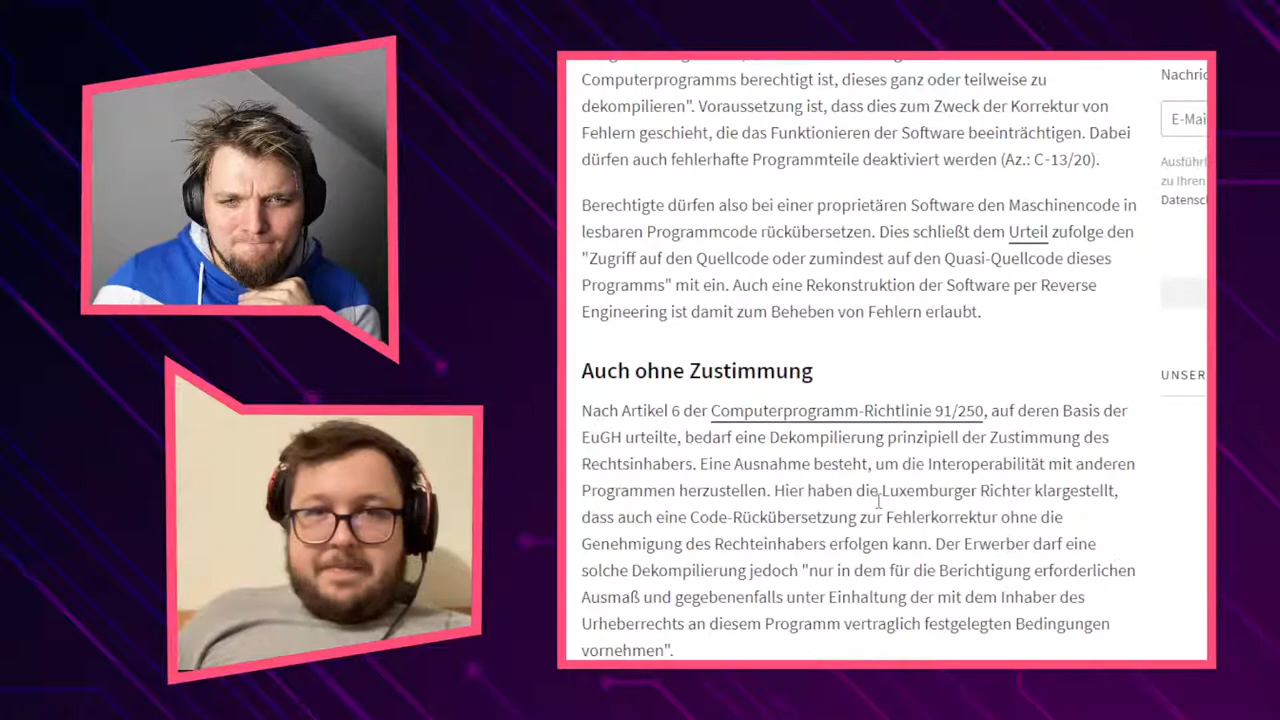 Computerprogramms berechtigt ist, dieses ganz oder teilweise zu
dekompilieren". Voraussetzung ist, dass dies zum Zweck der Korrektur von
Fehlern geschieht, die das Funktionieren der Software beeinträchtigen. Dabei
dürfen auch fehlerhafte Programmteile deaktiviert werden (Az.: C-13/20).
Berechtigte dürfen also bei einer proprietären Software den Maschinencode in
lesbaren Programmcode rückübersetzen. Dies schließt dem Urteil zufolge den
"Zugriff auf den Quellcode oder zumindest auf den Quasi-Quellcode dieses
Programms" mit ein. Auch eine Rekonstruktion der Software per Reverse
Engineering ist damit zum Beheben von Fehlern erlaubt.
Auch ohne Zustimmung
Nach Artikel 6 der Computerprogramm-Richtlinie 91/250, auf deren Basis der
EuGH urteilte, bedarf eine Dekompilierung prinzipiell der Zustimmung des
Rechtsinhabers. Eine Ausnahme besteht, um die Interoperabilität mit anderen
Programmen herzustellen. Hier haben die Luxemburger Richter klargestellt,
dass auch eine Code-Rückübersetzung zur Fehlerkorrektur ohne die
Genehmigung des Rechteinhabers erfolgen kann. Der Erwerber darf eine
solche Dekompilierung jedoch "nur in dem für die Berichtigung erforderlichen
Ausmaß und gegebenenfalls unter Einhaltung der mit dem Inhaber des
Urheberrechts an diesem Programm vertraglich festgelegten Bedingungen
vornehmen".
Nachric
E-Mai
Ausführl
zu Ihren
Datensc
UNSER